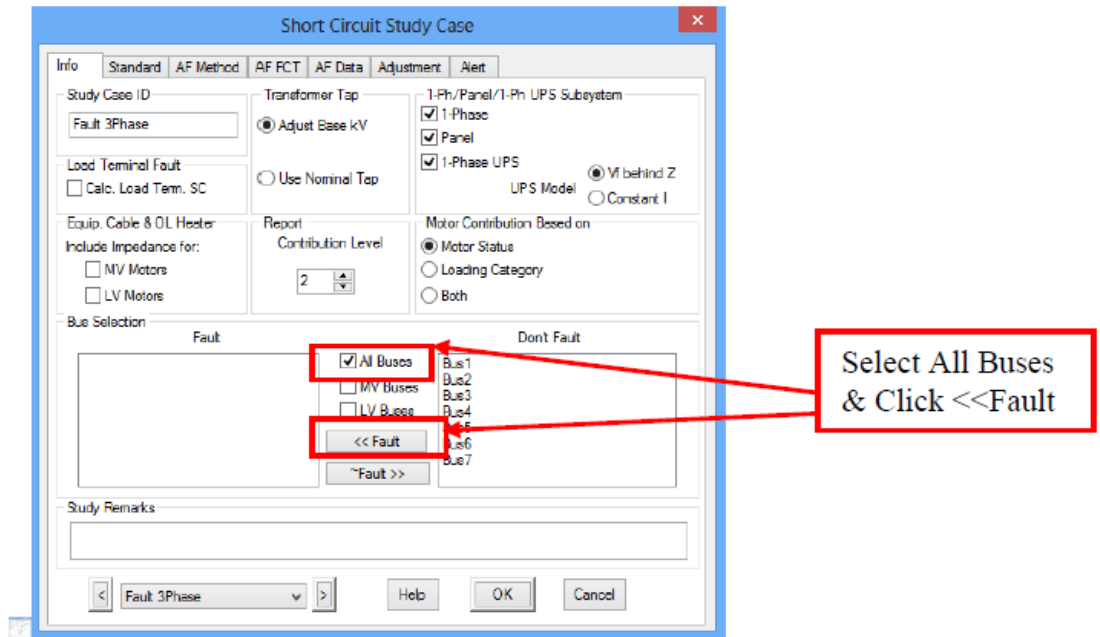 Short Circuit Study Case
Info Standard AF Method AF FCT AF Data Adjustment Alert
Study Case ID
Fault 3Phase
Transformer Tap
Adjust Base kV
Use Nominal Tap
1-Ph/Panel/1-Ph UPS Subsystem
1-Phase
Panel
1-Phase UPS
UPS Model
Vf behind Z
Constant I
Load Terminal Fault
Calc. Load Term. SC
Equip. Cable & OL Heater
Include Impedance for:
MV Motors
LV Motors
Report
Contribution Level
2
Motor Contribution Based on
Motor Status
Loading Category
Both
Bus Selection
Fault
Don't Fault
All Buses
MV Buses
LV Buses
<< Fault
~Fault >>
Bus1
Bus2
Bus3
Bus4
Bus6
Bus7
Select All Buses
& Click <<Fault
Study Remarks
< Fault 3Phase > Help OK Cancel